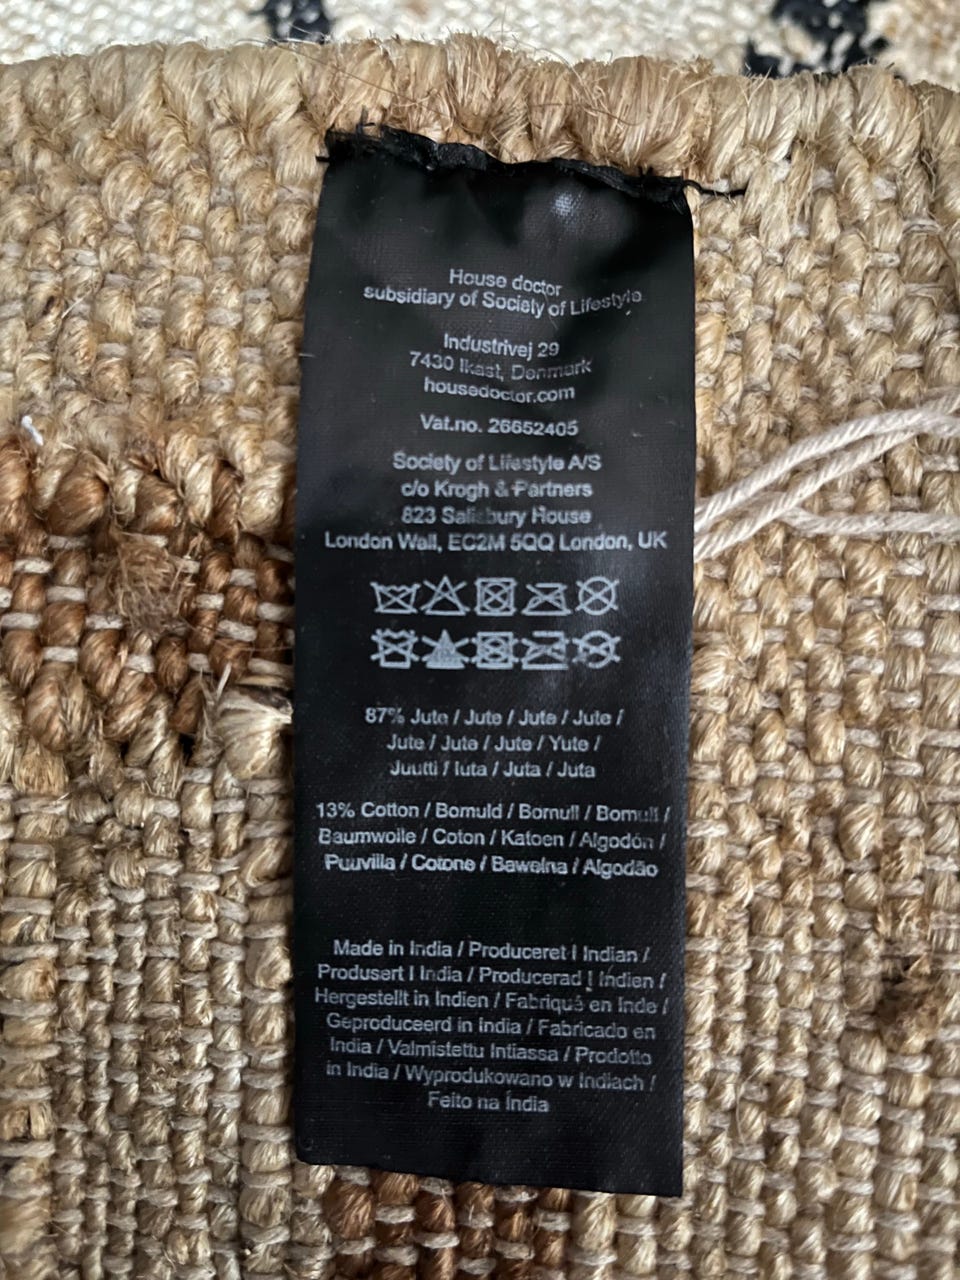 House doctor
subsidiary of Society of Lifestyle
Industrivej 29
7430 Ikast, Denmark
housedoctor.com
Vat.no. 26652405
Society of Lifestyle A/S
c/o Krogh & Partners
823 Salisbury House
London Wall, EC2M 5QQ London, UK
87% Jute / Jute / Jute / Jute /
Jute / Jute / Jute / Yute /
Juutti / Iuta / Juta / Juta
13% Cotton / Bomuld / Bomull / Bomull /
Baumwolle / Coton / Katoen / Algodón /
Puuvilla / Cotone / Bawelna / Algodão
Made in India / Produceret I Indian /
Produsert I India / Producerad I Indien /
Hergestellt in Indien / Fabriqué en Inde /
Geproduceerd in India / Fabricado en
India / Valmistettu Intiassa / Prodotto
in India / Wyprodukowano w Indiach /
Feito na Índia